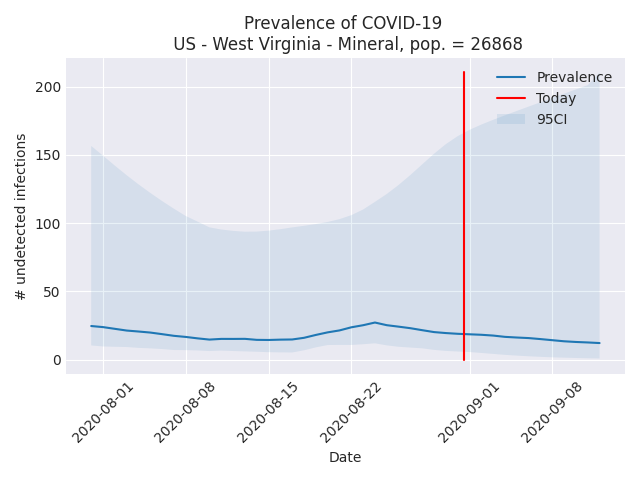 Prevalence of COVID-19
US - West Virginia - Mineral, pop. = 26868
Prevalence
Today
95CI
200
150
100
50
0
# undetected infections
2020-08-01
2020-08-08
2020-08-15
2020-08-22
2020-09-01
2020-09-08
Date